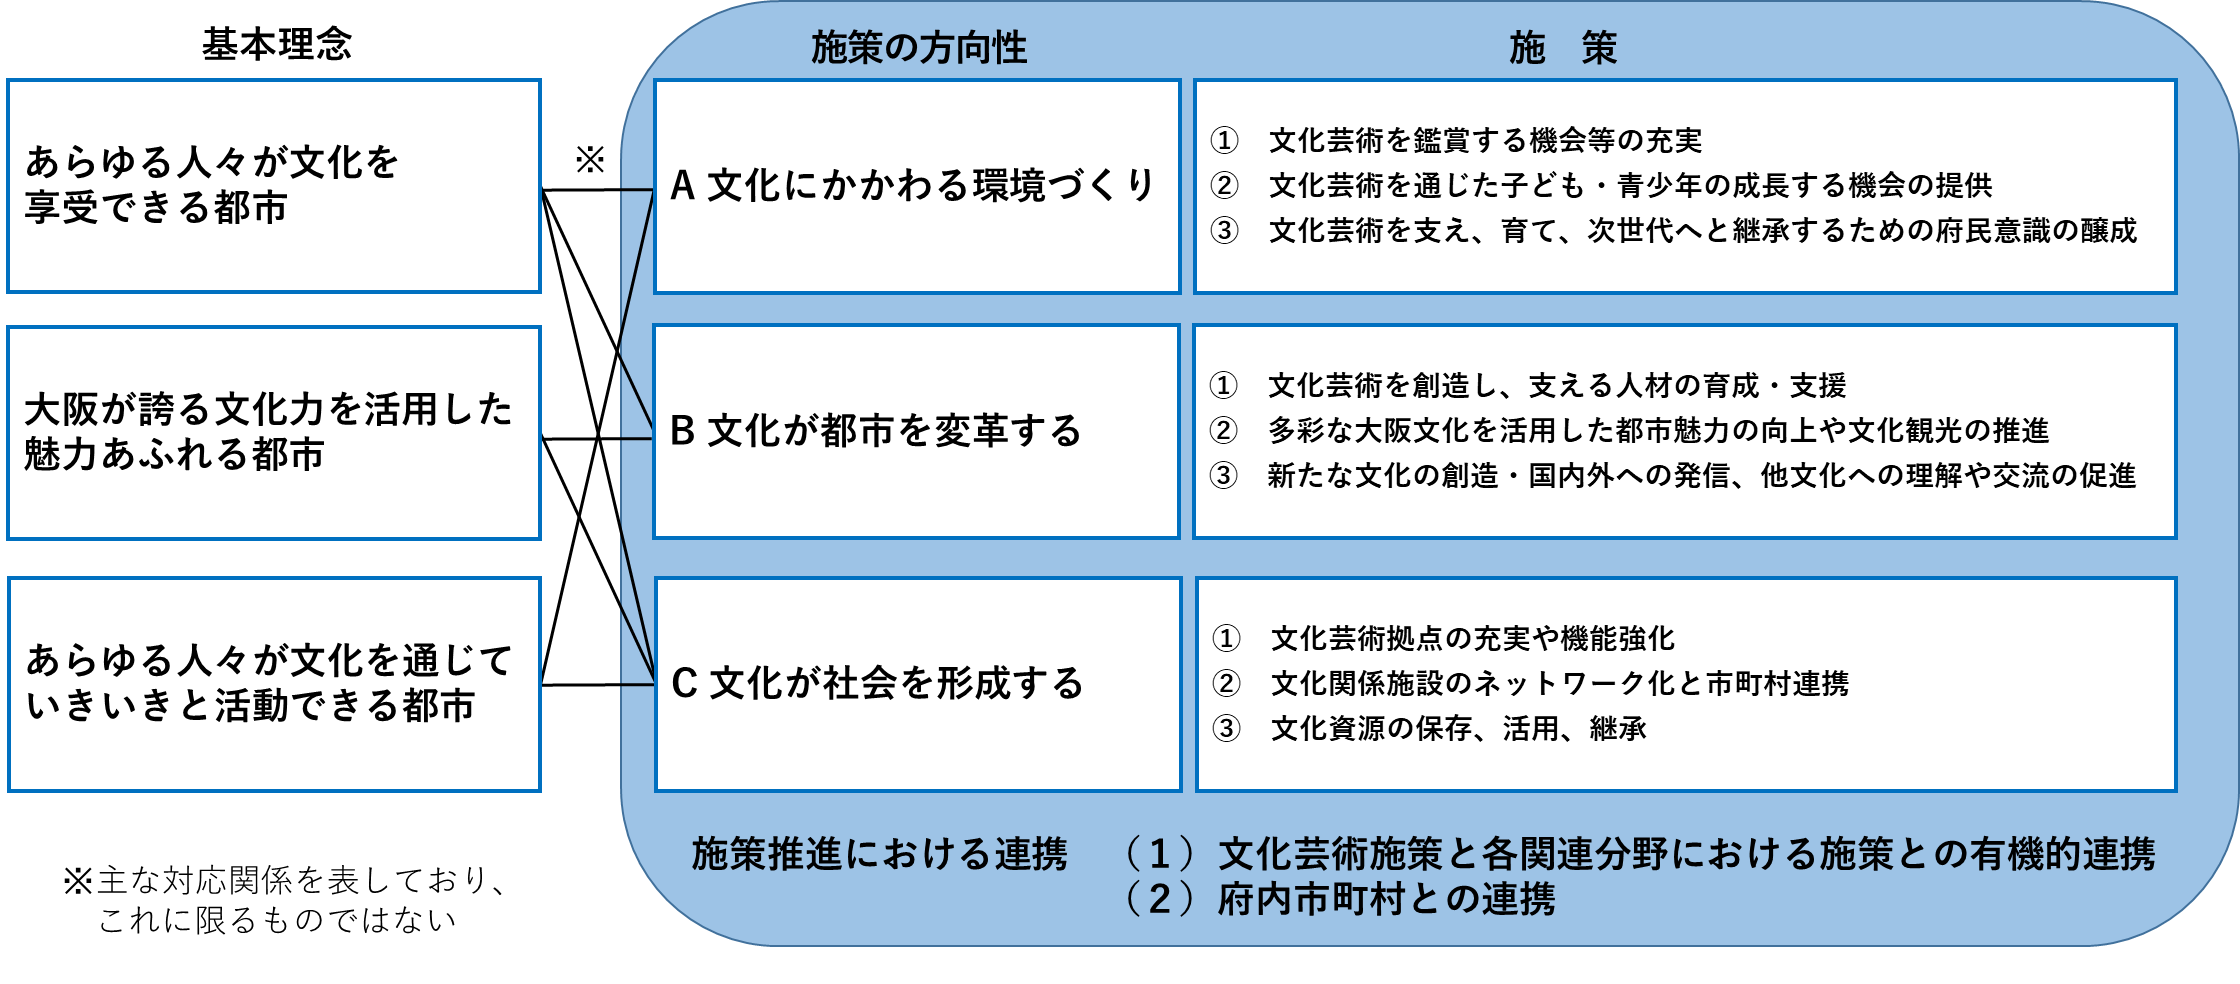 基本理念
施策の方向性
施　策
あらゆる人々が文化を
享受できる都市
※
A 文化にかかわる環境づくり
①　文化芸術を鑑賞する機会等の充実
②　文化芸術を通じた子ども・青少年の成長する機会の提供
③　文化芸術を支え、育て、次世代へと継承するための府民意識の醸成
大阪が誇る文化力を活用した
魅力あふれる都市
B 文化が都市を変革する
①　文化芸術を創造し、支える人材の育成・支援
②　多彩な大阪文化を活用した都市魅力の向上や文化観光の推進
③　新たな文化の創造・国内外への発信、他文化への理解や交流の促進
あらゆる人々が文化を通じて
いきいきと活動できる都市
C 文化が社会を形成する
①　文化芸術拠点の充実や機能強化
②　文化関係施設のネットワーク化と市町村連携
③　文化資源の保存、活用、継承
施策推進における連携　（１）文化芸術施策と各関連分野における施策との有機的連携
（２）府内市町村との連携
※主な対応関係を表しており、
これに限るものではない